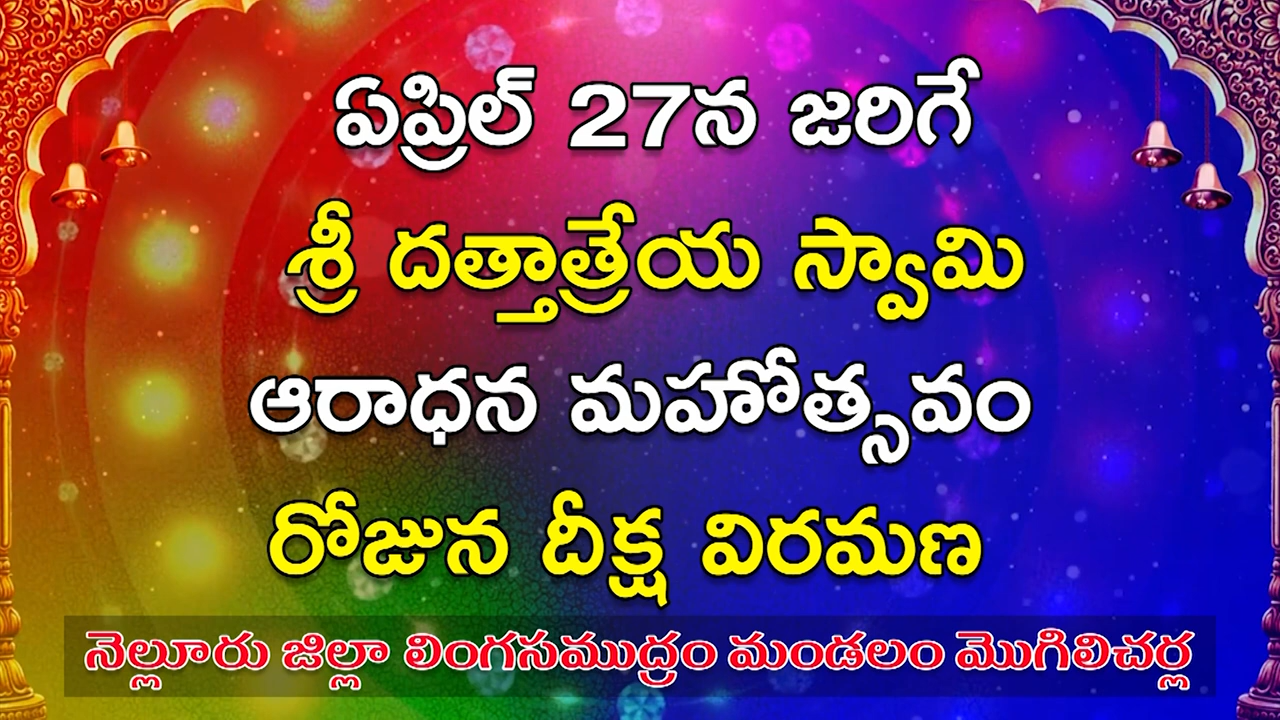 ఏప్రిల్ 27న జరిగే
శ్రీ దత్తాత్రేయ స్వామి
ఆరాధన మహోత్సవం
రోజున దీక్ష విరమణ
నెల్లూరు జిల్లా లింగసముద్రం మండలం మొగిలిచర్ల